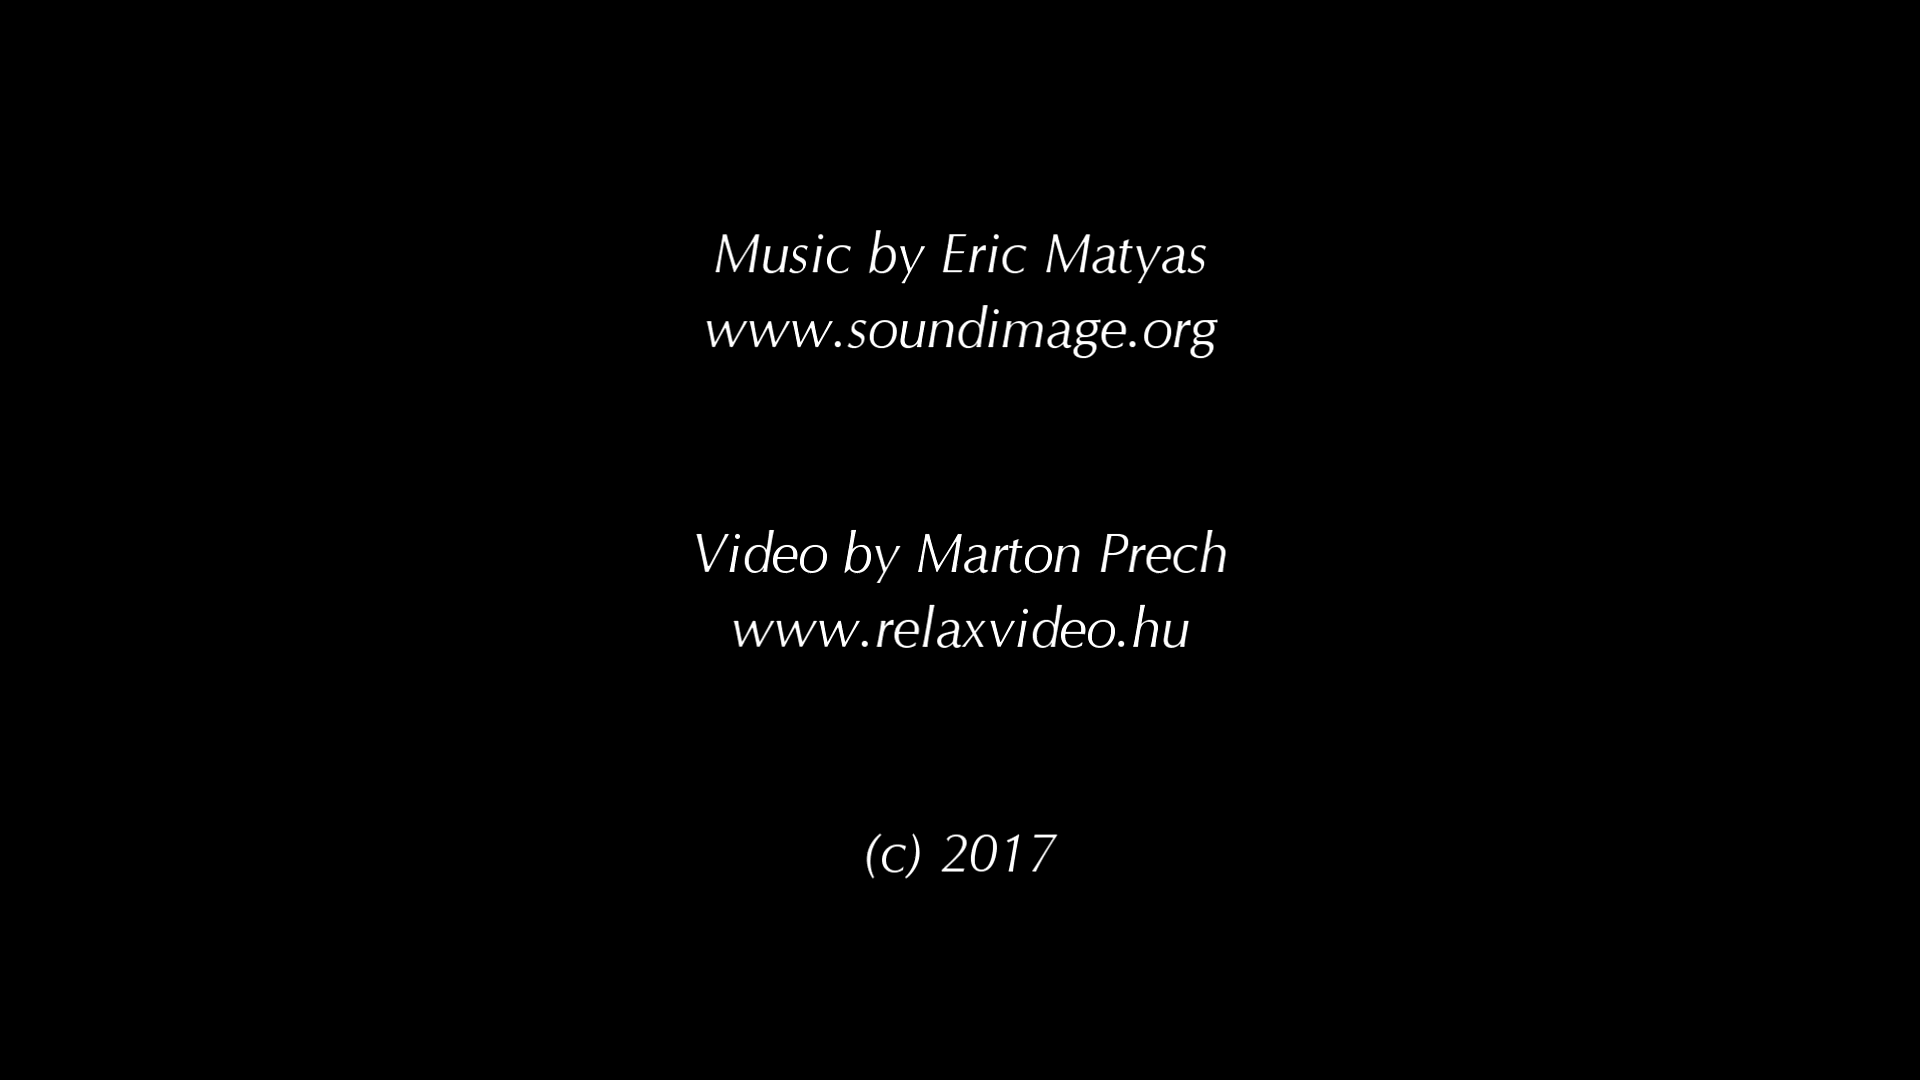 Music by Eric Matyas
www.soundimage.org
Video by Marton Prech
www.relaxvideo.hu
(c) 2017